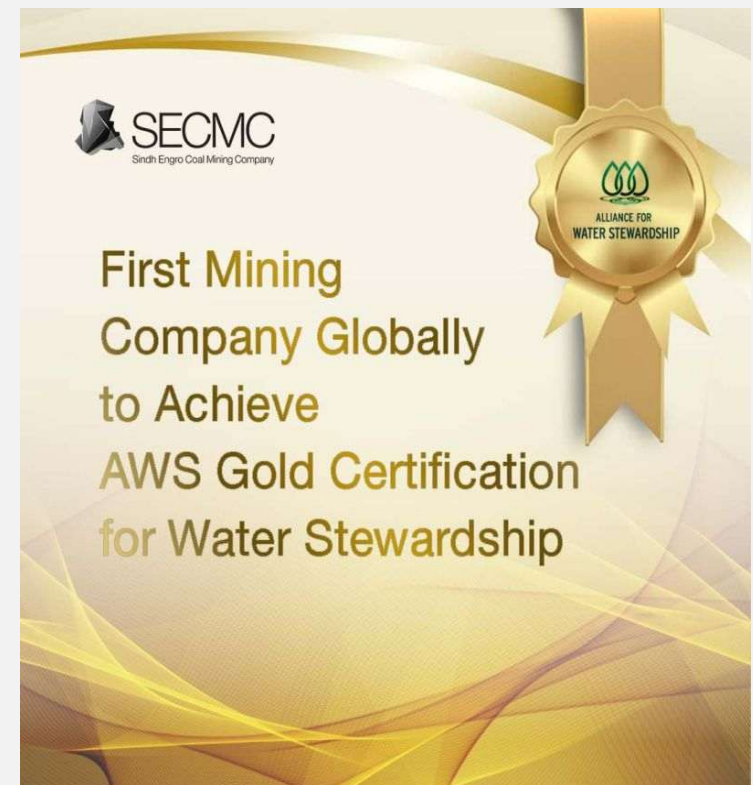 SECMC
Sindh Engro Coal Mining Company
ALLIANCE FOR
WATER STEWARDSHIP
First Mining
Company Globally
to Achieve
AWS Gold Certification
for Water Stewardship